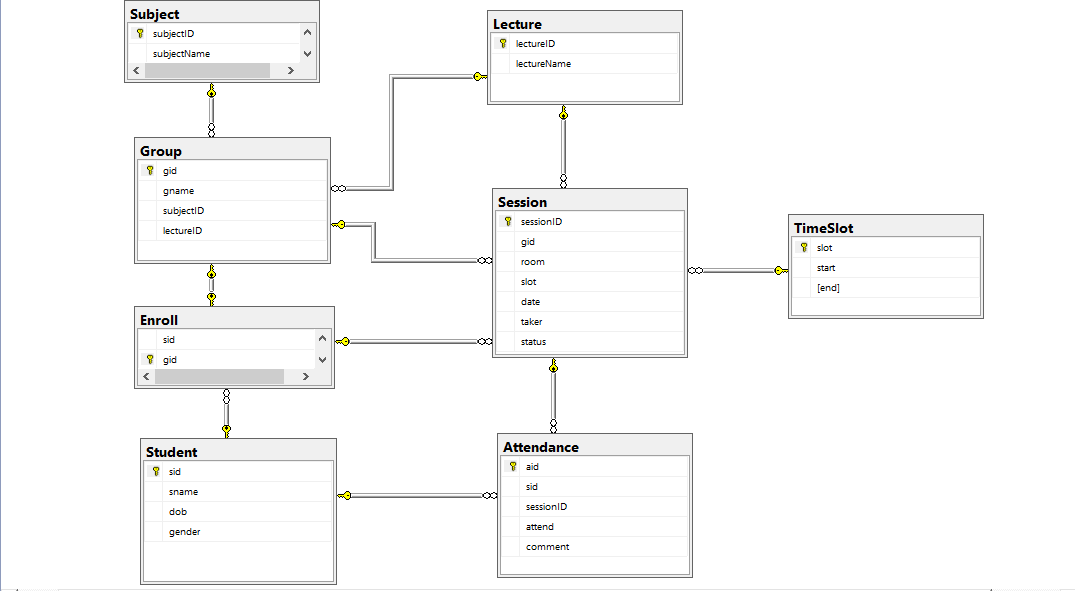 Subject
subjectID
subjectName
Lecture
lectureID
lectureName
Group
gid
gname
subjectID
lectureID
Session
sessionID
gid
room
slot
date
taker
status
TimeSlot
slot
start
[end]
Enroll
sid
gid
Student
sid
sname
dob
gender
Attendance
aid
sid
sessionID
attend
comment